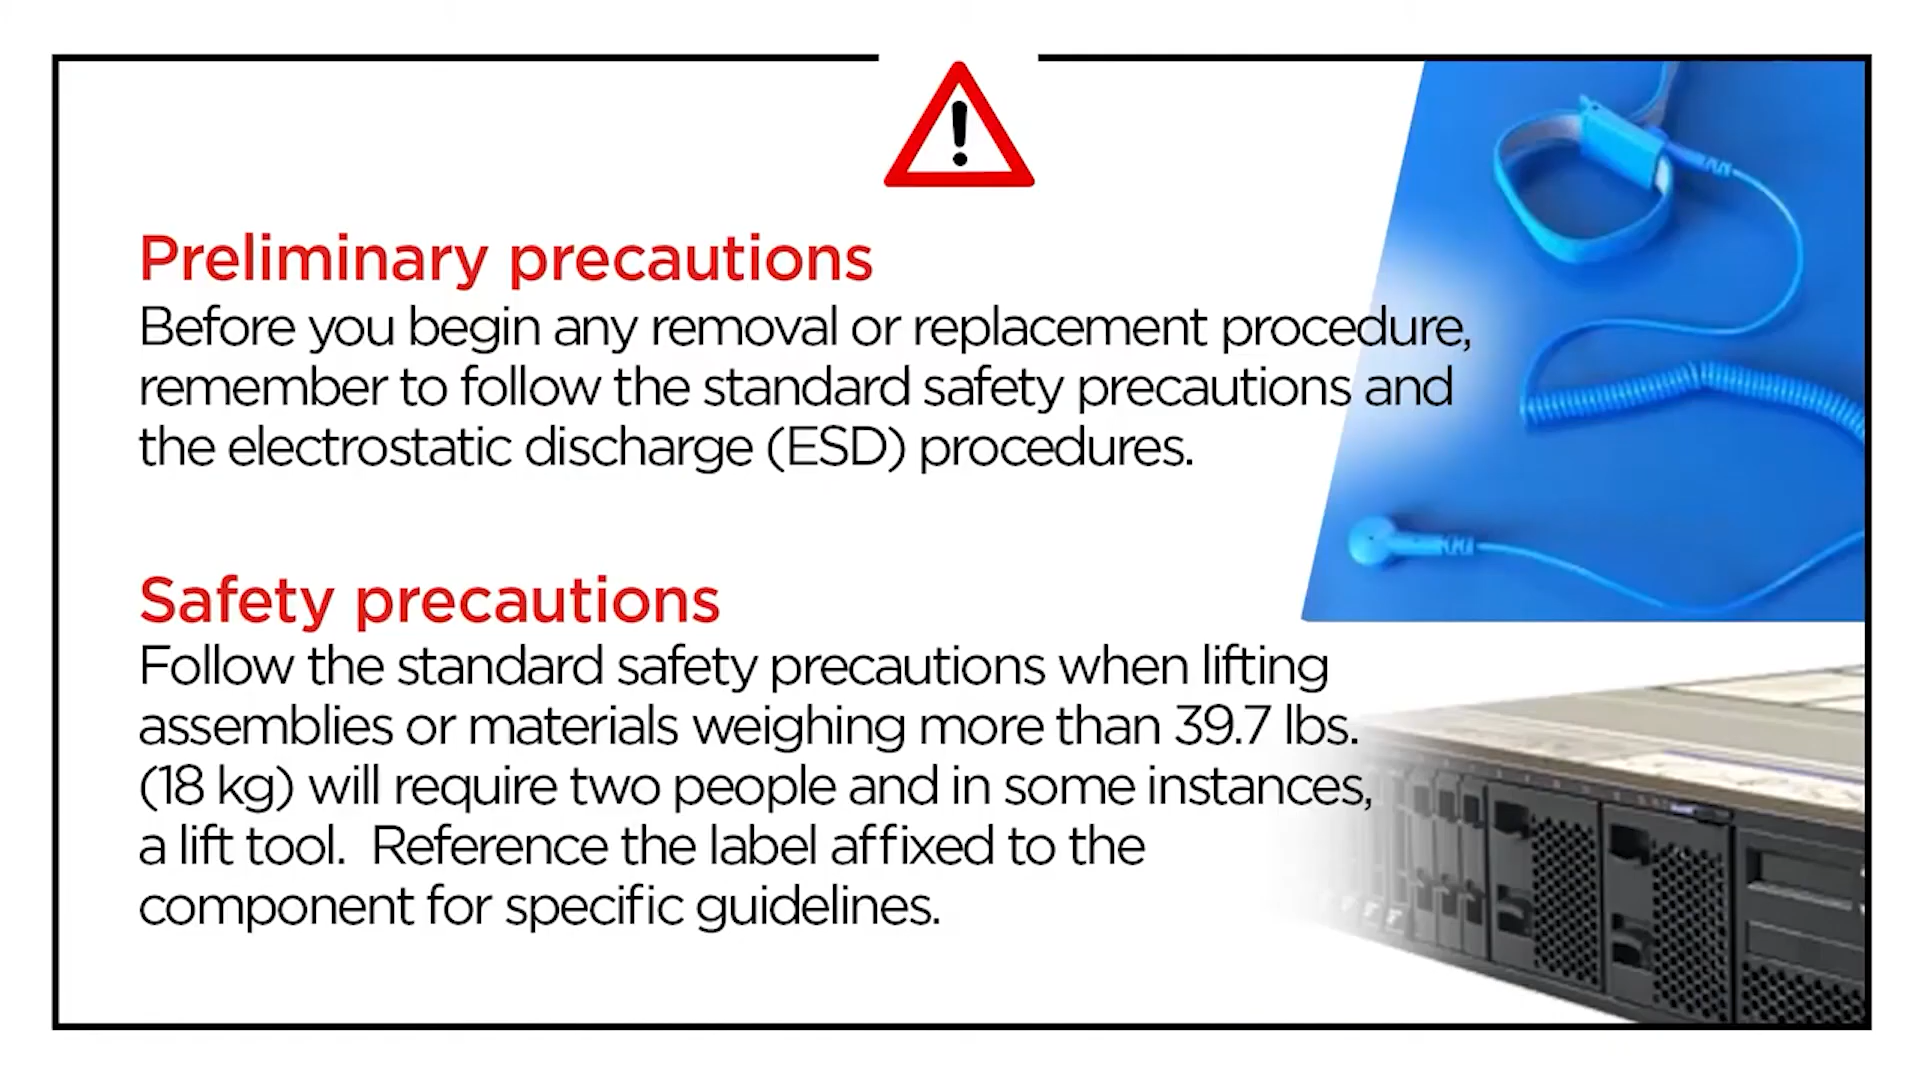 Preliminary precautions
Before you begin any removal or replacement procedure,
remember to follow the standard safety precautions and
the electrostatic discharge (ESD) procedures.
Safety precautions
Follow the standard safety precautions when lifting
assemblies or materials weighing more than 39.7 lbs.
(18 kg) will require two people and in some instances,
a lift tool.  Reference the label affixed to the
component for specific guidelines.